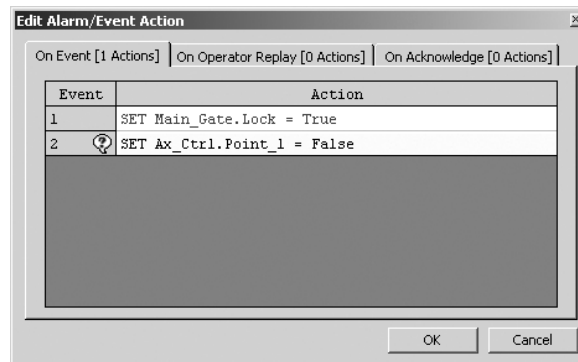 Edit Alarm/Event Action
On Event [1 Actions] On Operator Replay [0 Actions] On Acknowledge [0 Actions]
Event Action
1 SET Main_Gate.Lock = True
2 ? SET Ax_Ctrl.Point_1 = False
OK Cancel